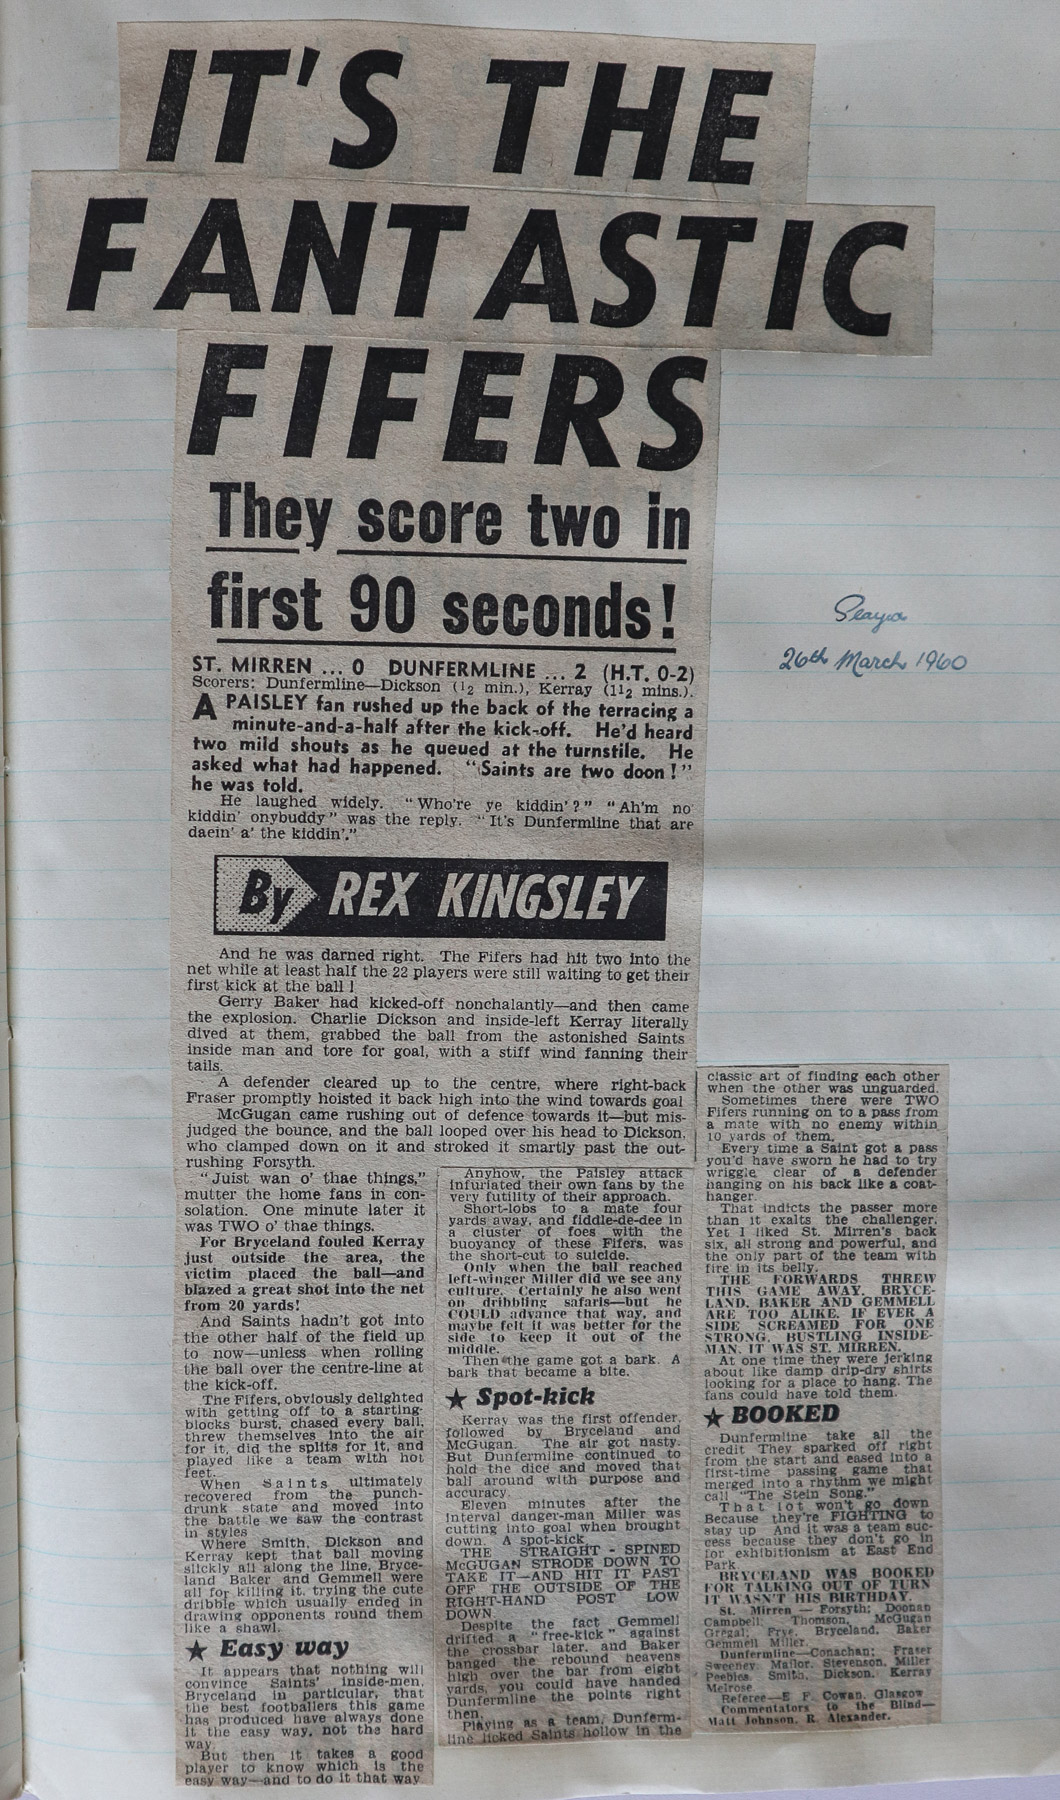 IT'S THE
FANTASTIC
FIFERS
They score two in
first 90 seconds!
26th March 1960
ST. MIRREN ... 0 DUNFERMLINE ... 2 (H.T. 0-2)
Scorers: Dunfermline—Dickson (½ min.), Kerray (1½ mins.).
A PAISLEY fan rushed up the back of the terracing a
minute-and-a-half after the kick-off. He'd heard
two mild shouts as he queued at the turnstile. He
asked what had happened. "Saints are two doon!"
he was told.
He laughed widely. "Who're ye kiddin'?" "Ah'm no
kiddin' onybuddy" was the reply. "It's Dunfermline that are
daein' a' the kiddin'."
By REX KINGSLEY
And he was darned right. The Fifers had hit two into the
net while at least half the 22 players were still waiting to get their
first kick at the ball!
Gerry Baker had kicked-off nonchalantly—and then came
the explosion. Charlie Dickson and inside-left Kerray literally
dived at them, grabbed the ball from the astonished Saints
inside man and tore for goal, with a stiff wind fanning their
tails.
A defender cleared up to the centre, where right-back
Fraser promptly hoisted it back high into the wind towards goal
McGugan came rushing out of defence towards it—but mis-
judged the bounce, and the ball looped over his head to Dickson,
who clamped down on it and stroked it smartly past the out-
rushing Forsyth.
"Juist wan o' thae things,"
mutter the home fans in con-
solation. One minute later it
was TWO o' thae things.
For Bryceland fouled Kerray
just outside the area, the
victim placed the ball—and
blazed a great shot into the net
from 20 yards!
And Saints hadn't got into
the other half of the field up
to now—unless when rolling
the ball over the centre-line at
the kick-off.
The Fifers, obviously delighted
with getting off to a starting-
blocks burst, chased every ball,
threw themselves into the air
for it, did the splits for it, and
played like a team with hot
feet.
When Saints ultimately
recovered from the punch-
drunk state and moved into
the battle we saw the contrast
in styles
Where Smith, Dickson and
Kerray kept that ball moving
slickly all along the line, Bryce-
land Baker and Gemmell were
all for killing it, trying the cute
dribble which usually ended in
drawing opponents round them
like a shawl.
★ Easy way
It appears that nothing will
convince Saints' inside-men,
Bryceland in particular, that
the best footballers this game
has produced have always done
it the easy way, not the hard
way
But then it takes a good
player to know which is the
easy way—and to do it that way
Anyhow, the Paisley attack
infuriated their own fans by the
very futility of their approach.
Short-lobs to a mate four
yards away, and fiddle-de-dee in
a cluster of foes with the
buoyancy of these Fifers, was
the short-cut to suicide.
Only when the ball reached
left-winger Miller did we see any
culture. Certainly he also went
on dribbling safaris—but he
COULD advance that way, and
maybe felt it was better for the
side to keep it out of the
middle.
Then the game got a bark. A
bark that became a bite.
★ Spot-kick
Kerray was the first offender,
followed by Bryceland and
McGugan. The air got nasty.
But Dunfermline continued to
hold the dice and moved that
ball around with purpose and
accuracy.
Eleven minutes after the
interval danger-man Miller was
cutting into goal when brought
down. A spot-kick
THE STRAIGHT-SPINED
McGUGAN STRODE DOWN TO
TAKE IT—AND HIT IT PAST
OFF THE OUTSIDE OF THE
RIGHT-HAND POST LOW
DOWN.
Despite the fact Gemmell
drifted a "free-kick" against
the crossbar later, and Baker
banged the rebound heavens
high over the bar from eight
yards, you could have handed
Dunfermline the points right
then.
Playing as a team, Dunferm-
line licked Saints hollow in the
classic art of finding each other
when the other was unguarded.
Sometimes there were TWO
Fifers running on to a pass from
a mate with no enemy within
10 yards of them.
Every time a Saint got a pass
you'd have sworn he had to try
wriggle clear of a defender
hanging on his back like a coat-
hanger.
That indicts the passer more
than it exalts the challenger.
Yet I liked St. Mirren's back
six, all strong and powerful, and
the only part of the team with
fire in its belly.
THE FORWARDS THREW
THIS GAME AWAY. BRYCE-
LAND, BAKER AND GEMMELL
ARE TOO ALIKE. IF EVER A
SIDE SCREAMED FOR ONE
STRONG, BUSTLING INSIDE-
MAN, IT WAS ST. MIRREN.
At one time they were jerking
about like damp drip-dry shirts
looking for a place to hang. The
fans could have told them.
★ BOOKED
Dunfermline take all the
credit They sparked off right
from the start and eased into a
first-time passing game that
merged into a rhythm we might
call "The Stein Song."
That lot won't go down
Because they're FIGHTING to
stay up And it was a team suc-
cess because they don't go in
for exhibitionism at East End
Park
BRYCELAND WAS BOOKED
FOR TALKING OUT OF TURN
IT WASN'T HIS BIRTHDAY.
St. Mirren — Forsyth; Doonan
Campbell; Thomson, McGugan
Gregal; Frye, Bryceland, Baker
Gemmell Miller.
Dunfermline—Conachan; Fraser
Sweeney, Mailor, Stevenson, Miller
Peebles, Smith, Dickson, Kerray
Melrose
Referee—E F. Cowan, Glasgow
Commentators to the Blind—
Matt Johnson, R. Alexander.